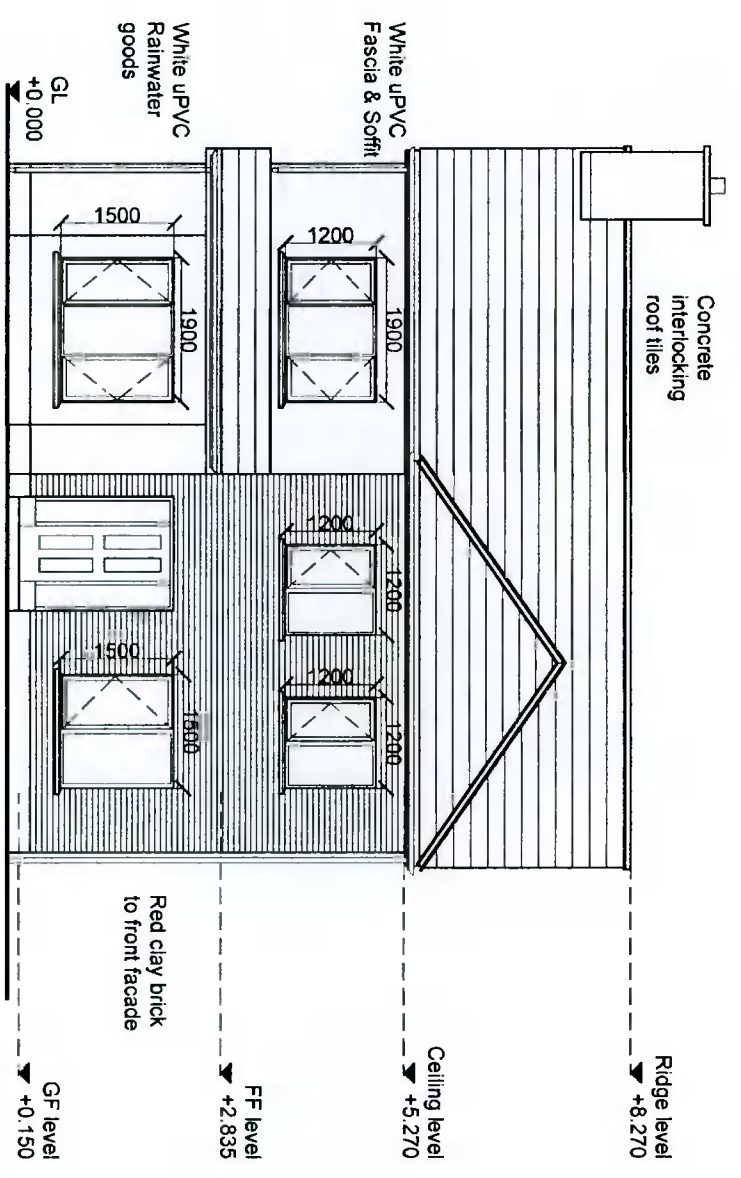 Concrete
interlocking
roof tiles
White uPVC
Fascia & Soffit
White uPVC
Rainwater
goods
GL
+0.000
1200
1900
1500
1900
1200
1200
1200
1200
1500
1500
Ridge level
+8.270
Ceiling level
+5.270
FF level
+2.835
GF level
+0.150
Red clay brick
to front facade